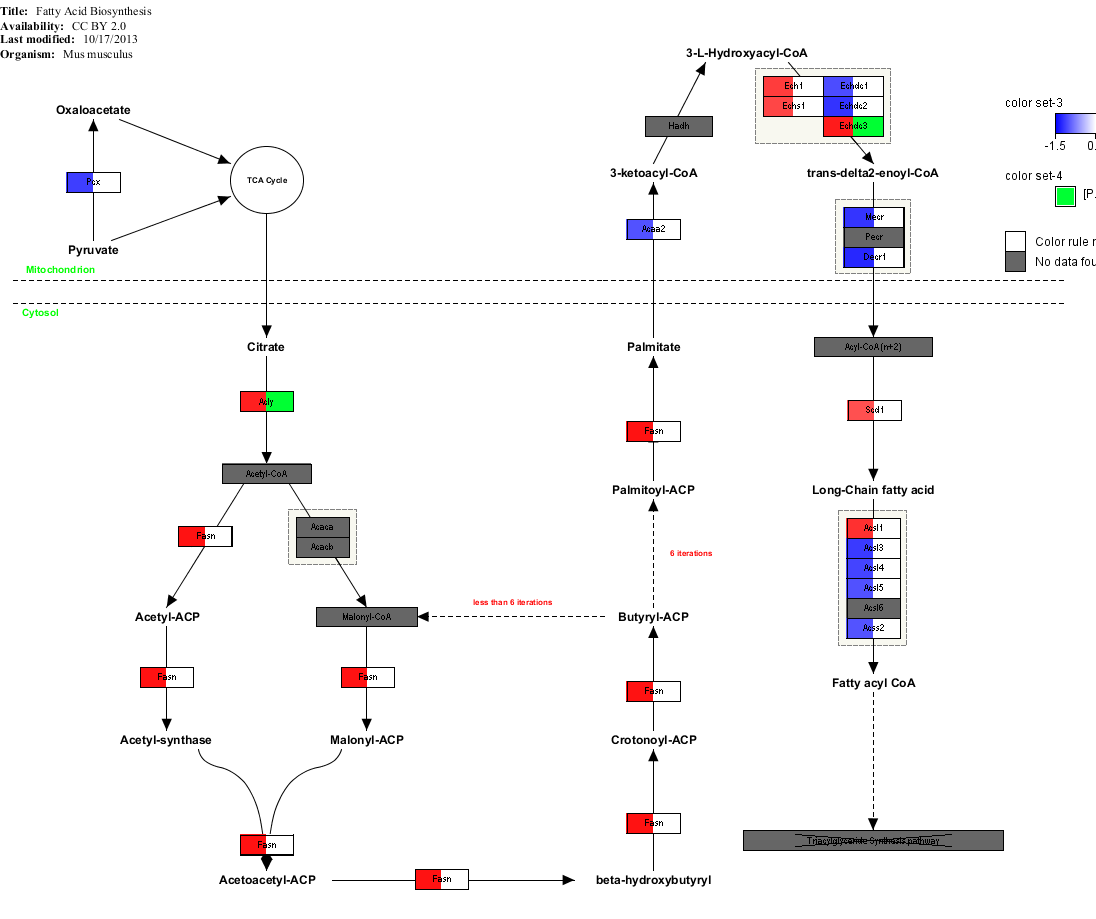 Title: Fatty Acid Biosynthesis
Availability: CC BY 2.0
Last modified: 10/17/2013
Organism: Mus musculus
3-L-Hydroxyacyl-CoA
Ech1 Echdc1
Echs1 Echdc2
Echdc3
color set-3
-1.5 0.
color set-4
[P.
Color rule r
No data fou
Oxaloacetate
Hadh
Pcx
TCA Cycle
3-ketoacyl-CoA
trans-delta2-enoyl-CoA
Pyruvate
Acaa2
Mecr
Pecr
Decr1
Mitochondrion
Cytosol
Citrate
Palmitate
Acyl-CoA(n+2)
Acly
Fasn
Scd1
Acetyl-CoA
Palmitoyl-ACP
Long-Chain fatty acid
Fasn
Acaca
Acacb
6 iterations
Acsl1
Acsl3
Acsl4
Acsl5
Acsl6
Acss2
less than 6 iterations
Acetyl-ACP
Malonyl-CoA
Butyryl-ACP
Fasn
Fasn
Fasn
Fatty acyl CoA
Acetyl-synthase
Malonyl-ACP
Crotonoyl-ACP
Fasn
Fasn
Triacylglyceride Synthesis pathway
Acetoacetyl-ACP
Fasn
beta-hydroxybutyryl